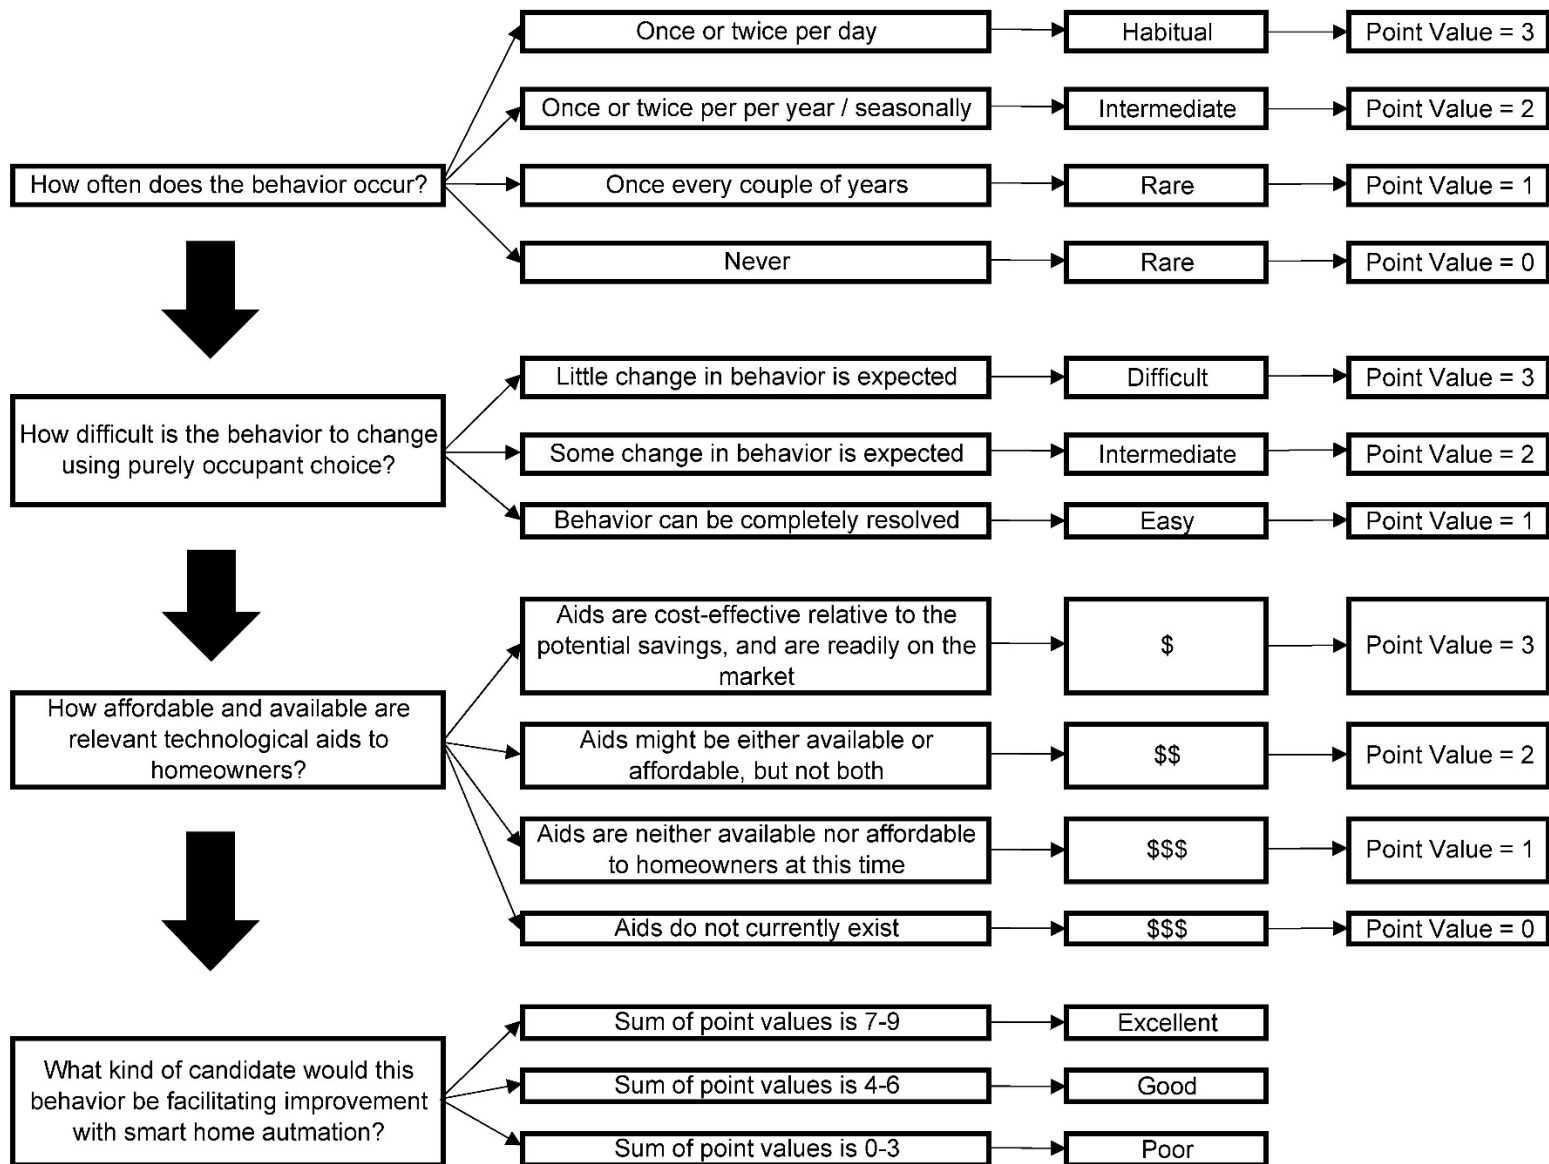 How often does the behavior occur?
Once or twice per day
Habitual
Point Value = 3
Once or twice per per year / seasonally
Intermediate
Point Value = 2
Once every couple of years
Rare
Point Value = 1
Never
Rare
Point Value = 0
How difficult is the behavior to change
using purely occupant choice?
Little change in behavior is expected
Difficult
Point Value = 3
Some change in behavior is expected
Intermediate
Point Value = 2
Behavior can be completely resolved
Easy
Point Value = 1
How affordable and available are
relevant technological aids to
homeowners?
Aids are cost-effective relative to the
potential savings, and are readily on the
market
$
Point Value = 3
Aids might be either available or
affordable, but not both
$$
Point Value = 2
Aids are neither available nor affordable
to homeowners at this time
$$$
Point Value = 1
Aids do not currently exist
$$$
Point Value = 0
What kind of candidate would this
behavior be facilitating improvement
with smart home autmation?
Sum of point values is 7-9
Excellent
Sum of point values is 4-6
Good
Sum of point values is 0-3
Poor